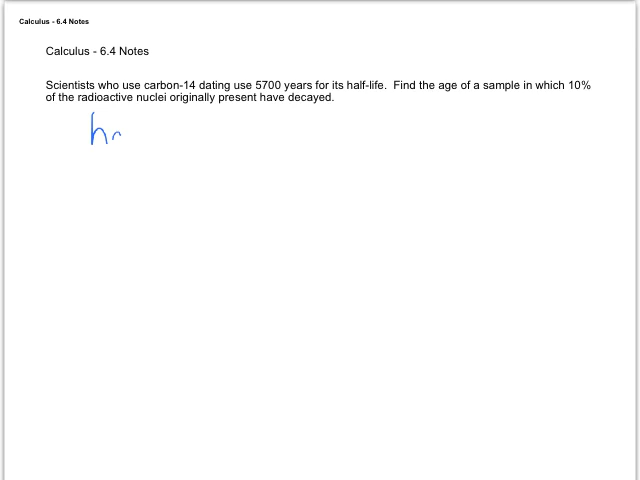 Calculus - 6.4 Notes
Calculus - 6.4 Notes
Scientists who use carbon-14 dating use 5700 years for its half-life. Find the age of a sample in which 10%
of the radioactive nuclei originally present have decayed.